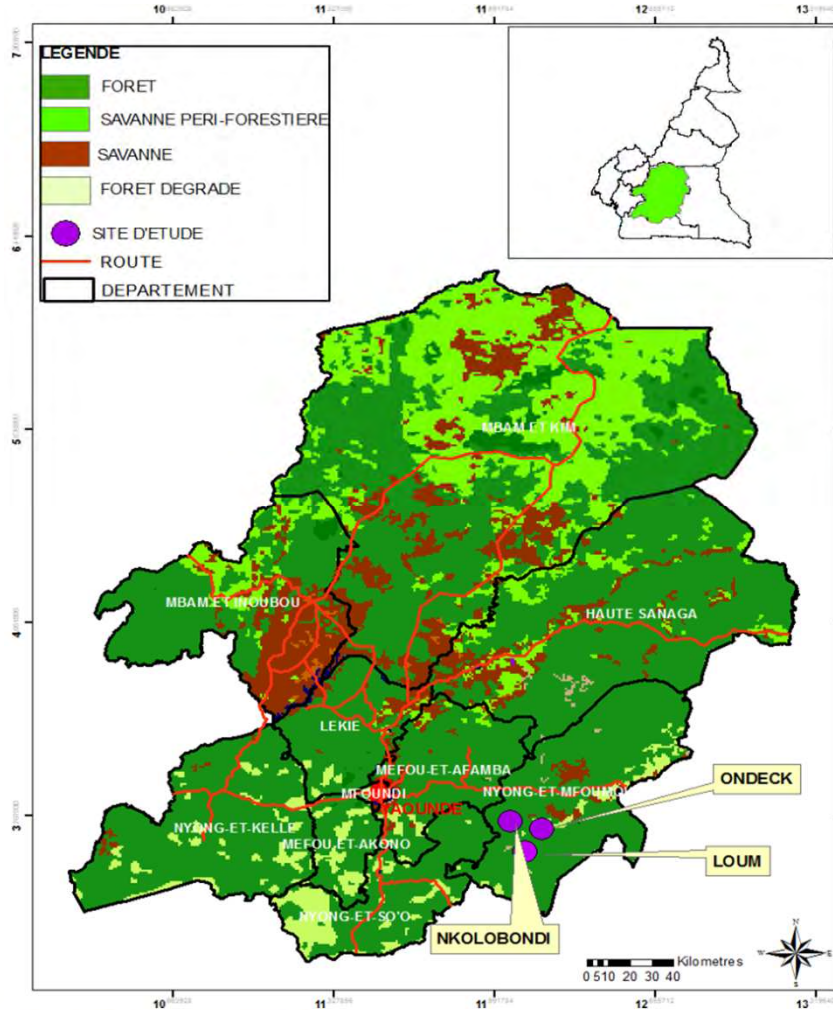 LEGENDE
FORET
SAVANNE PERI-FORESTIERE
SAVANNE
FORET DEGRADE
SITE D'ETUDE
ROUTE
DEPARTEMENT
10 11 11 12 13
7
6
5
4
3
MBAM ET KIM
MBAM ET INOUBOU
HAUTE SANAGA
LEKIE
MEFOU-ET-AFAMBA
MFOUNDI
NYONG-ET-MFOUMOU
AOUNDE
NYONG-ET-KELLE
MEFOU-ET-AKONO
NYONG-ET-SO'O
ONDECK
LOUM
NKOLOBONDI
Kilometres
0 5 10 20 30 40
N
W E
S
10 11 11 12 13